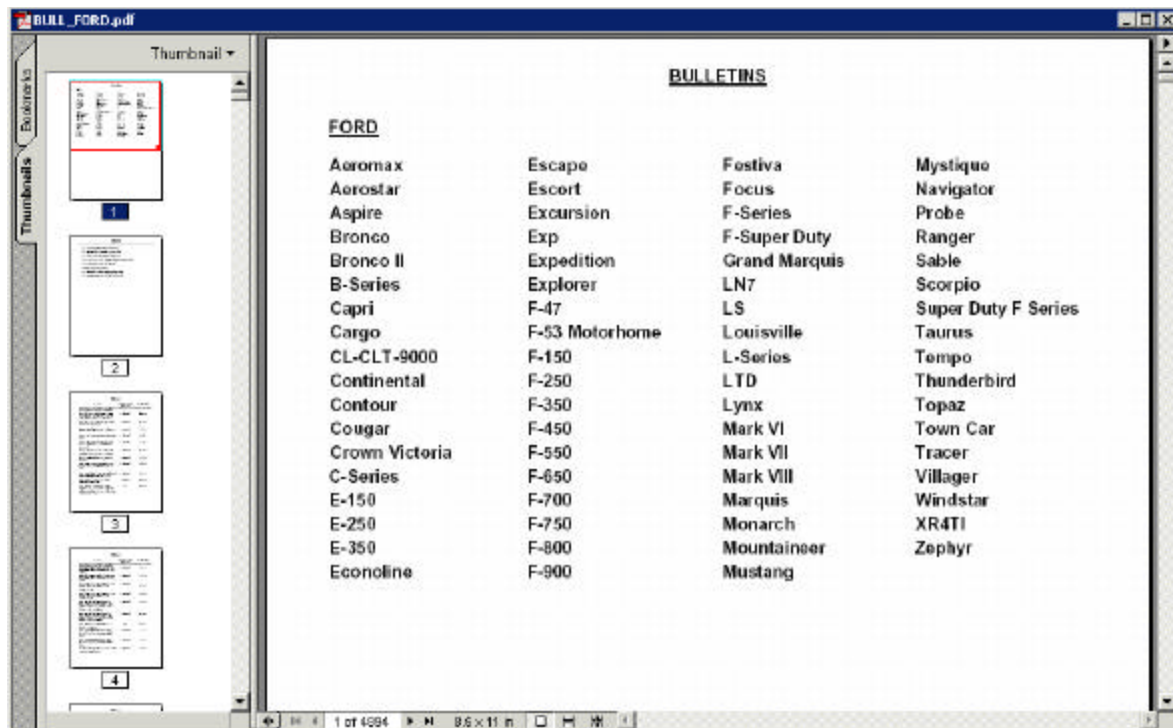 BULL_FORD.pdf
Thumbnail
Bookmarks
Thumbnails
1
2
3
4
BULLETINS
FORD
Aeromax Escape Festiva Mystique
Aerostar Escort Focus Navigator
Aspire Excursion F-Series Probe
Bronco Exp F-Super Duty Ranger
Bronco II Expedition Grand Marquis Sable
B-Series Explorer LN7 Scorpio
Capri F-47 LS Super Duty F Series
Cargo F-53 Motorhome Louisville Taurus
CL-CLT-9000 F-150 L-Series Tempo
Continental F-250 LTD Thunderbird
Contour F-350 Lynx Topaz
Cougar F-450 Mark VI Town Car
Crown Victoria F-550 Mark VII Tracer
C-Series F-650 Mark VIII Villager
E-150 F-700 Marquis Windstar
E-250 F-750 Monarch XR4TI
E-350 F-800 Mountaineer Zephyr
Econoline F-900 Mustang
1 of 4994 8.6 x 11 in